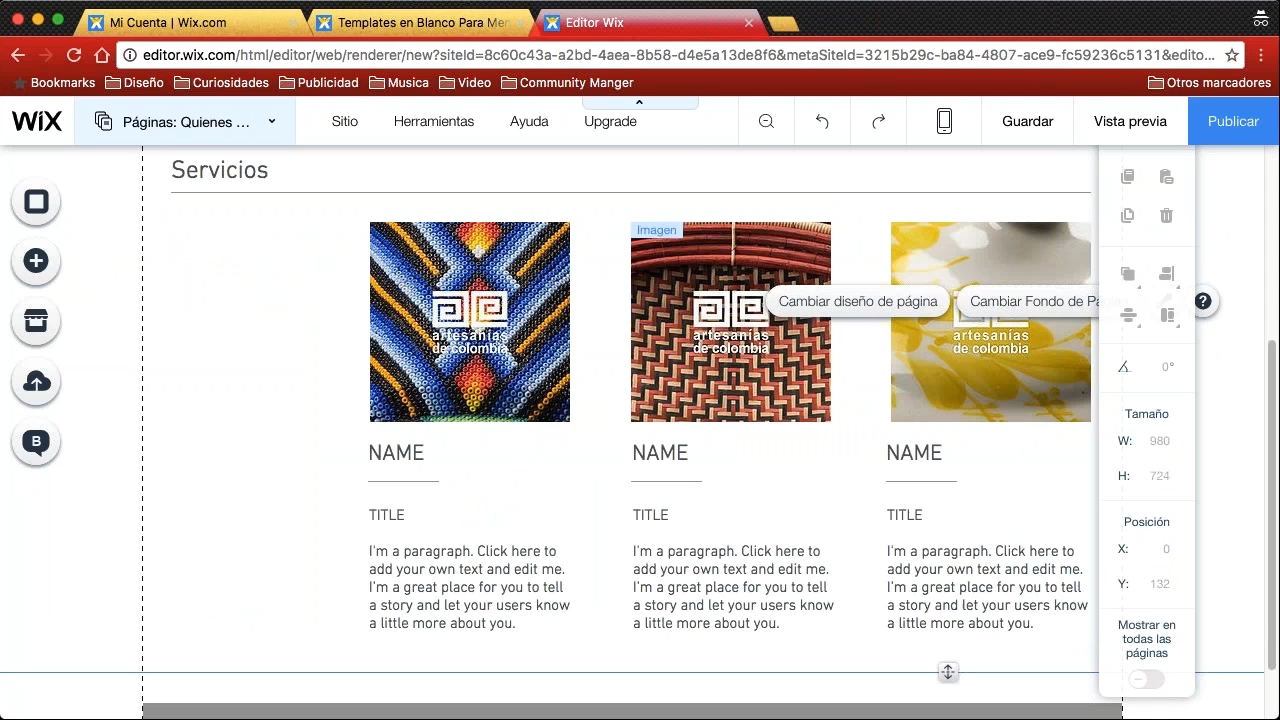 Mi Cuenta | Wix.com
Templates en Blanco Para Mer
Editor Wix
editor.wix.com/html/editor/web/renderer/new?siteId=8c60c43a-a2bd-4aea-8b58-d4e5a13de8f6&metaSiteId=3215b29c-ba84-4807-ace9-fc59236c5131&edito...
Bookmarks
Diseño
Curiosidades
Publicidad
Musica
Video
Community Manger
Otros marcadores
WiX
Páginas: Quienes ...
Sitio
Herramientas
Ayuda
Upgrade
Guardar
Vista previa
Publicar
Servicios
Imagen
artesanías
de colombia
artesanías
de colombia
artesanías
de colombia
Cambiar diseño de página
Cambiar Fondo de Pá
?
B
NAME
NAME
NAME
TITLE
TITLE
TITLE
I'm a paragraph. Click here to
add your own text and edit me.
I'm a great place for you to tell
a story and let your users know
a little more about you.
I'm a paragraph. Click here to
add your own text and edit me.
I'm a great place for you to tell
a story and let your users know
a little more about you.
I'm a paragraph. Click here to
add your own text and edit me.
I'm a great place for you to tell
a story and let your users know
a little more about you.
0°
Tamaño
W: 980
H: 724
Posición
X: 0
Y: 132
Mostrar en
todas las
páginas